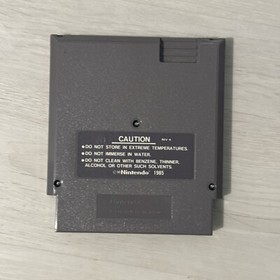 CAUTION
•DO NOT STORE IN EXTREME TEMPERATURES.
•DO NOT IMMERSE IN WATER.
•DO NOT CLEAN WITH BENZENE, THINNER,
ALCOHOL OR OTHER SUCH SOLVENTS.
Nintendo 1985